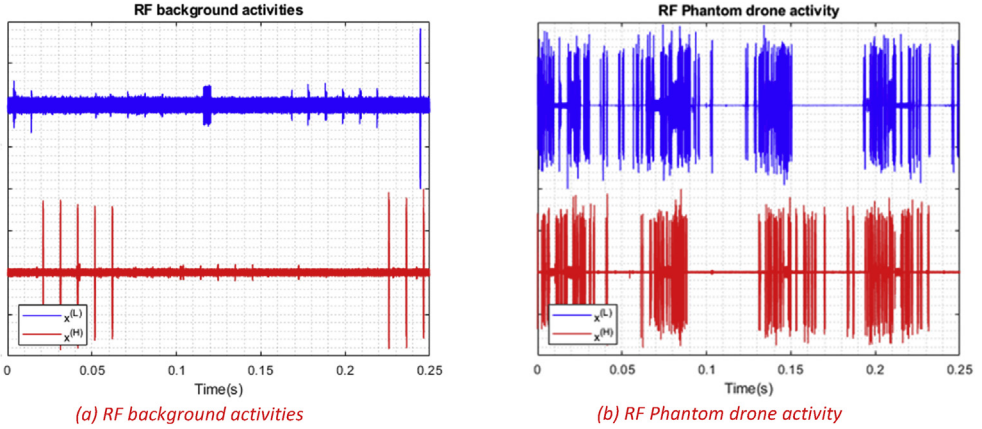 RF background activities
x(L)
x(H)
0 0.05 0.1 0.15 0.2 0.25
Time(s)
(a) RF background activities
RF Phantom drone activity
x(L)
x(H)
0 0.05 0.1 0.15 0.2 0.25
Time(s)
(b) RF Phantom drone activity